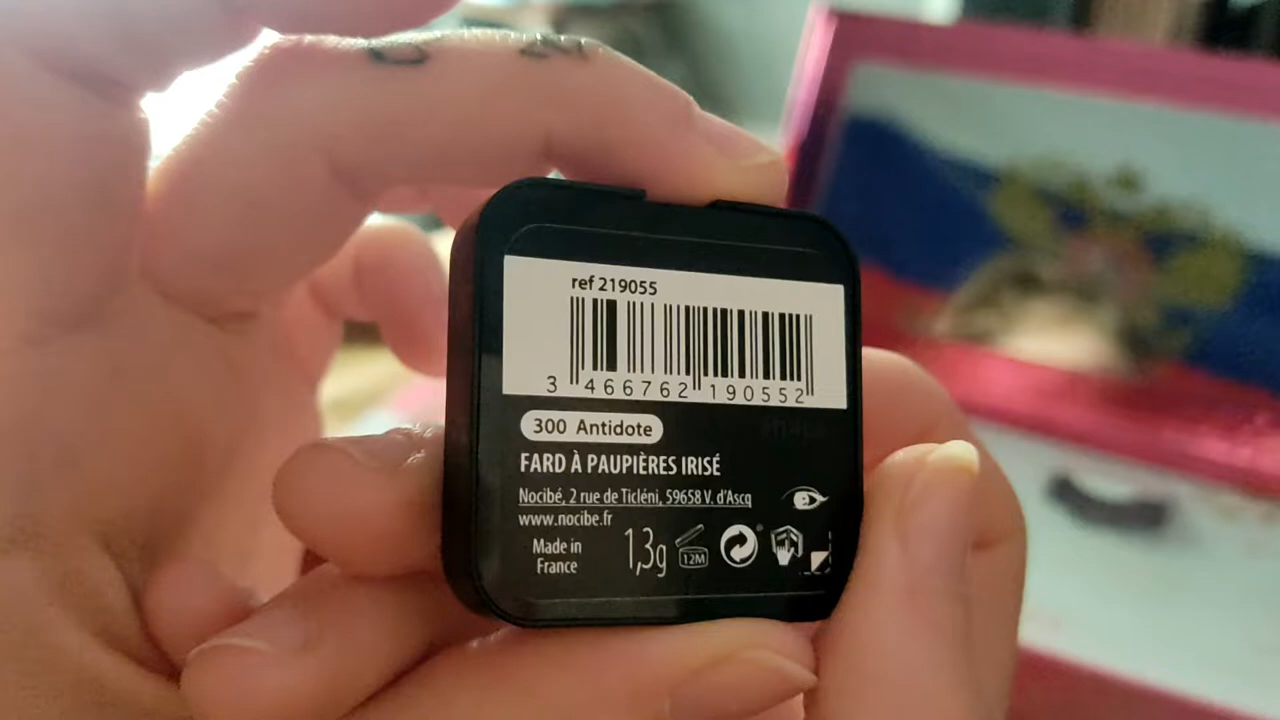 ref 219055
3 466762 190552
300 Antidote
FARD À PAUPIÈRES IRISÉ
Nocibé, 2 rue de Ticléni, 59658 V. d'Ascq
www.nocibe.fr
Made in
France
1,3g
12M